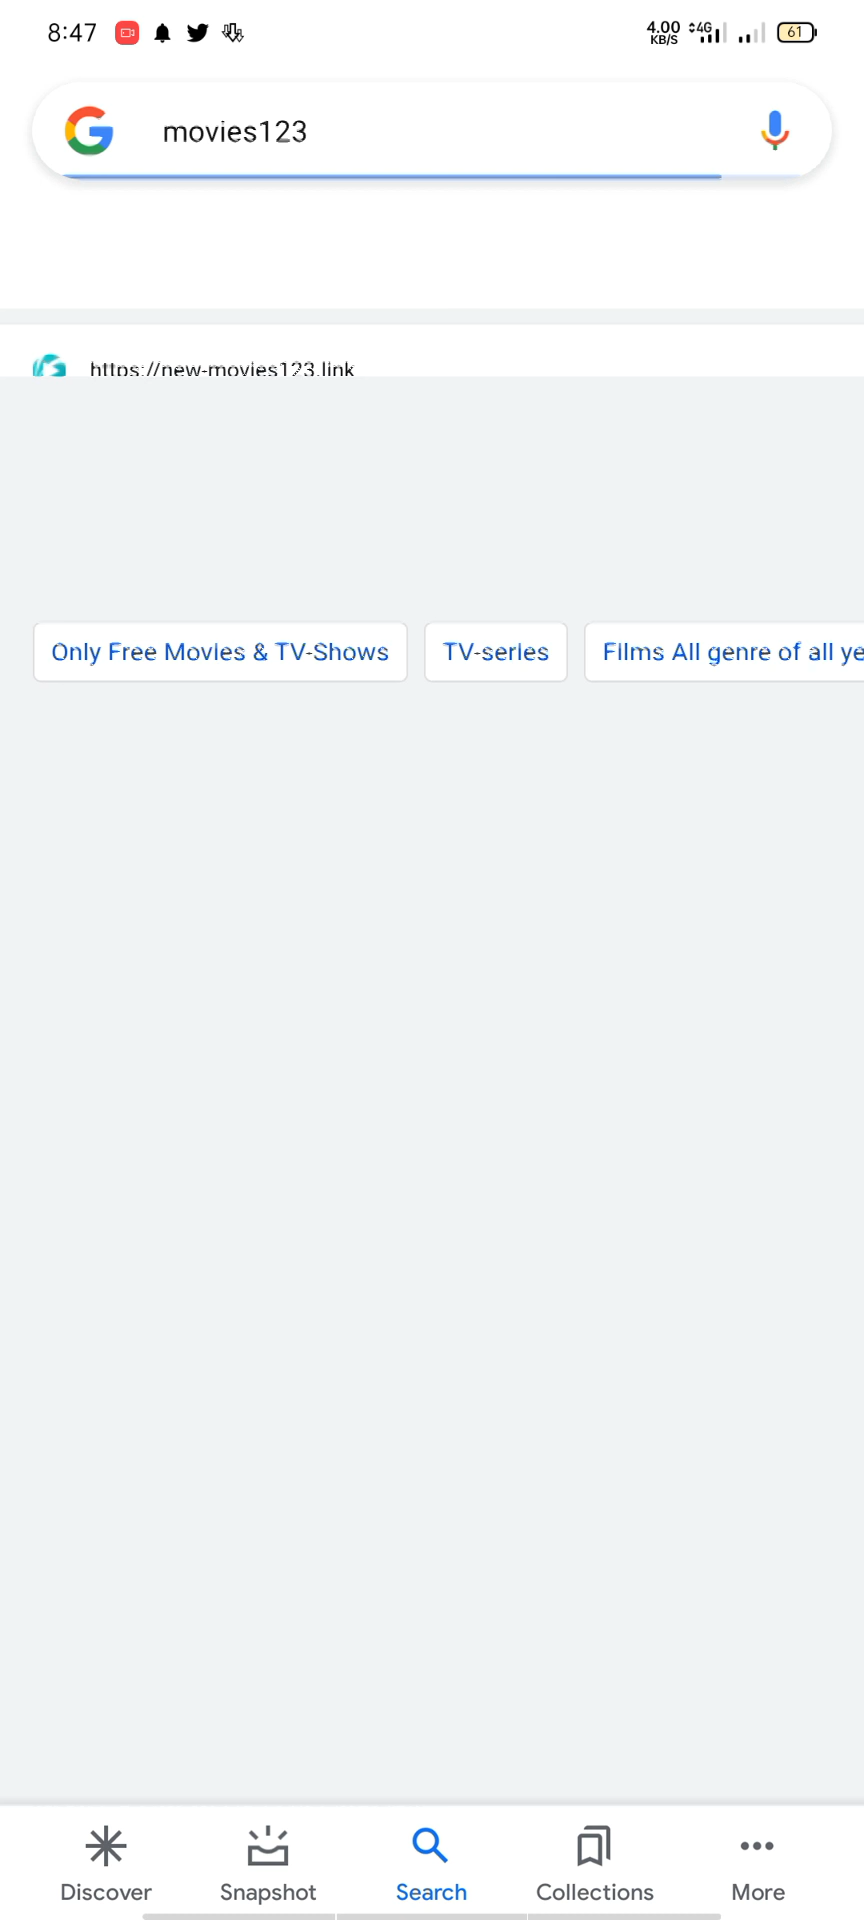 8:47
4.00 KB/S
4G
61
movies123
https://new-movies123.link
Only Free Movies & TV-Shows
TV-series
Films All genre of all ye
Discover
Snapshot
Search
Collections
More